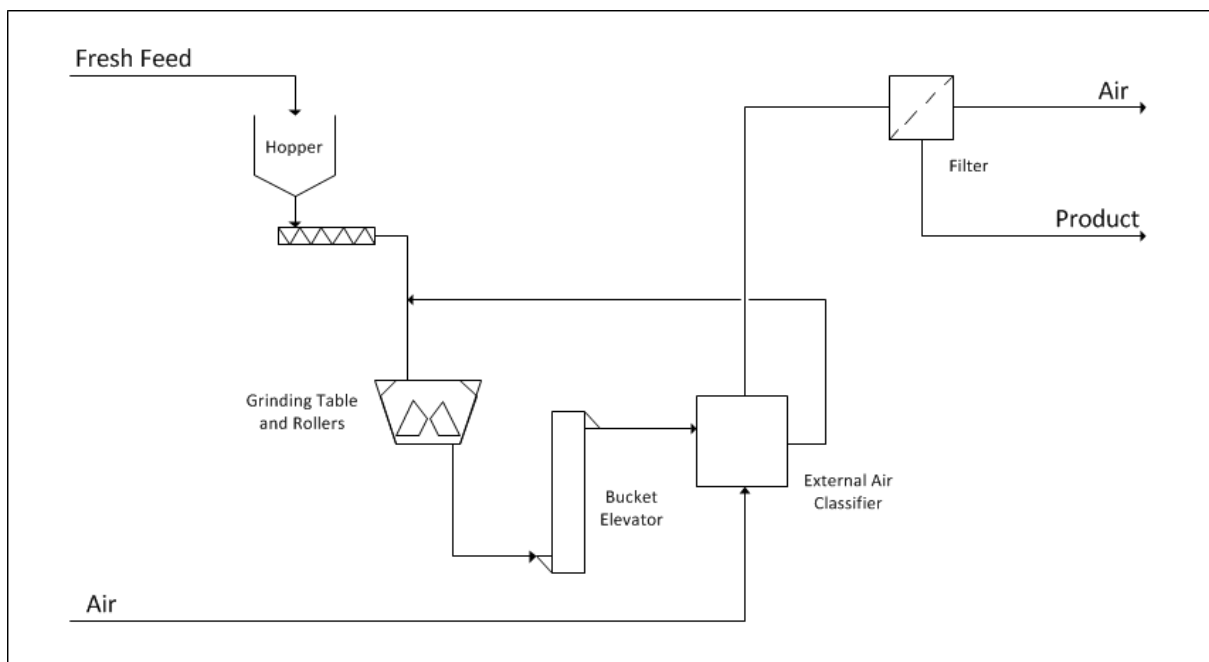 Fresh Feed
Hopper
Air
Filter
Product
Grinding Table
and Rollers
Bucket
Elevator
External Air
Classifier
Air